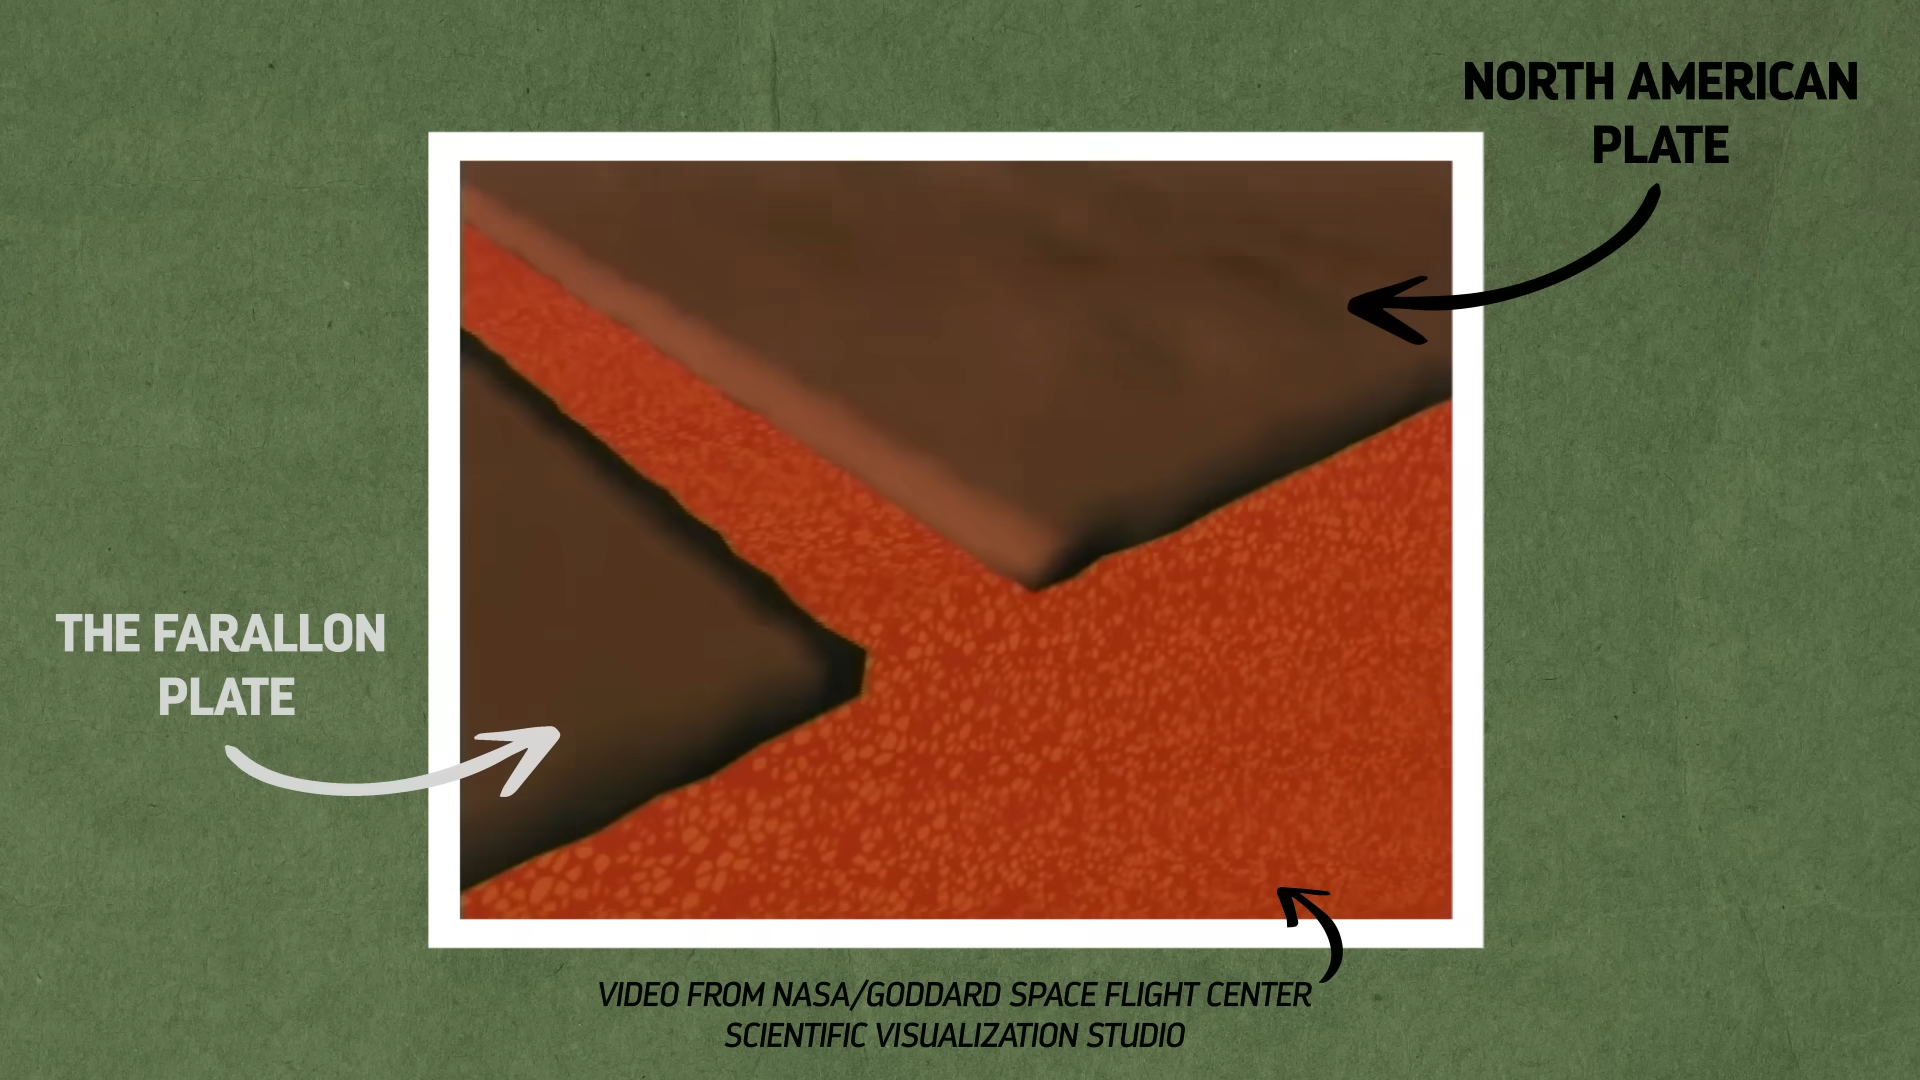 NORTH AMERICAN
PLATE
THE FARALLON
PLATE
VIDEO FROM NASA/GODDARD SPACE FLIGHT CENTER
SCIENTIFIC VISUALIZATION STUDIO